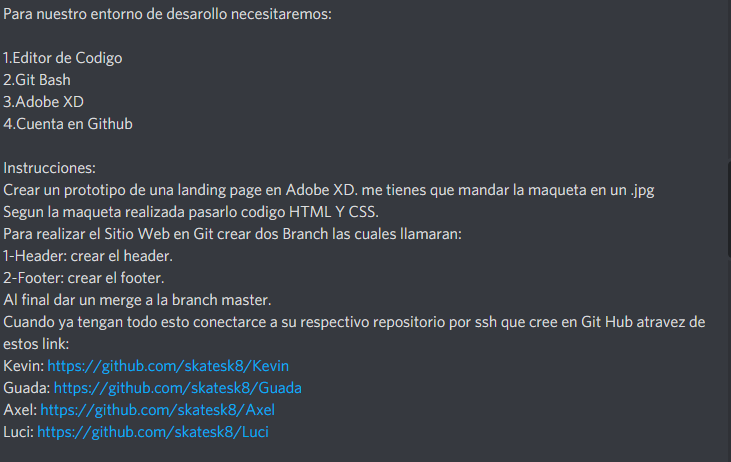 Para nuestro entorno de desarollo necesitaremos:
1.Editor de Codigo
2.Git Bash
3.Adobe XD
4.Cuenta en Github
Instrucciones:
Crear un prototipo de una landing page en Adobe XD. me tienes que mandar la maqueta en un .jpg
Segun la maqueta realizada pasarlo codigo HTML Y CSS.
Para realizar el Sitio Web en Git crear dos Branch las cuales llamaran:
1-Header: crear el header.
2-Footer: crear el footer.
Al final dar un merge a la branch master.
Cuando ya tengan todo esto conectarce a su respectivo repositorio por ssh que cree en Git Hub atravez de
estos link:
Kevin: https://github.com/skatesk8/Kevin
Guada: https://github.com/skatesk8/Guada
Axel: https://github.com/skatesk8/Axel
Luci: https://github.com/skatesk8/Luci